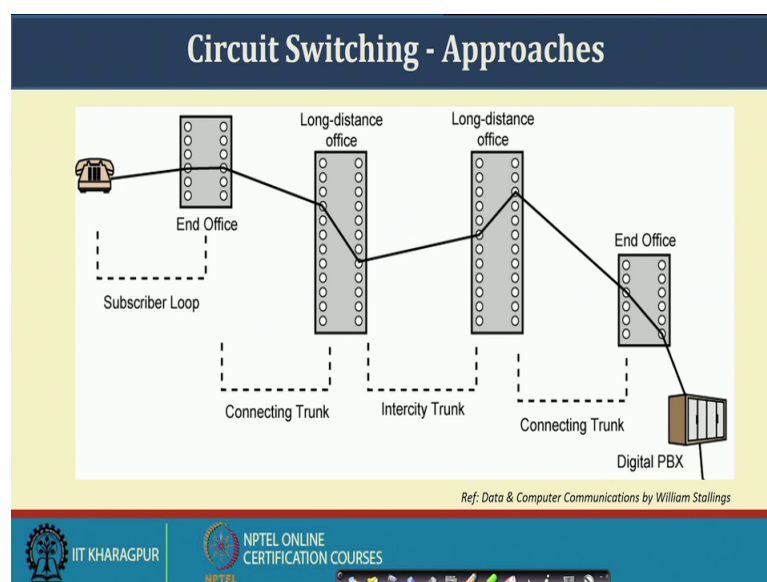 Circuit Switching - Approaches
Long-distance
office
Long-distance
office
End Office
End Office
Subscriber Loop
Connecting Trunk
Intercity Trunk
Connecting Trunk
Digital PBX
Ref: Data & Computer Communications by William Stallings
IIT KHARAGPUR
NPTEL ONLINE
CERTIFICATION COURSES
NPTEL